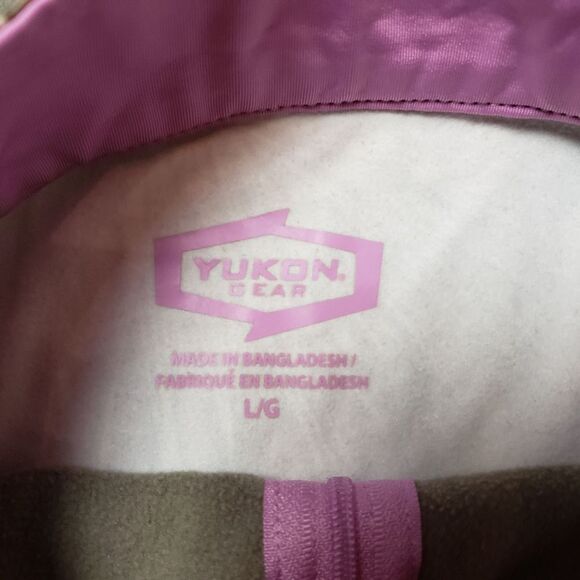 YUKON.
GEAR
MADE IN BANGLADESH /
FABRIQUÉ EN BANGLADESH
L/G